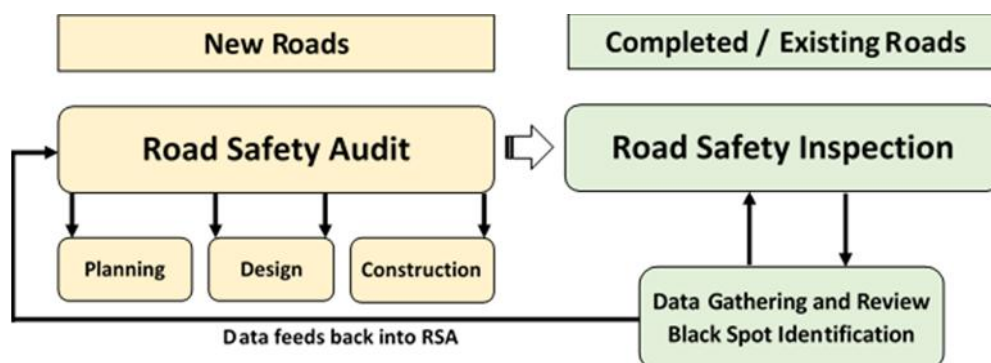 New Roads
Completed / Existing Roads
Road Safety Audit
Road Safety Inspection
Planning
Design
Construction
Data Gathering and Review
Black Spot Identification
Data feeds back into RSA